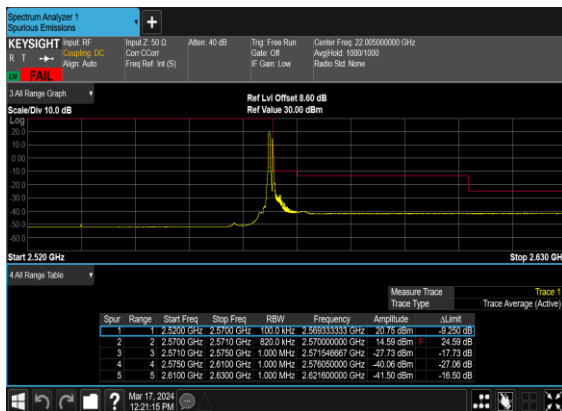 Spectrum Analyzer 1
Spurious Emissions
+
KEYSIGHT Input: RF Input Z: 50 Ω Atten: 40 dB Trig: Free Run Center Freq: 22.005000000 GHz
R T Coupling: DC Corr CCorr Gate: Off Avg|Hold: 1000/1000
Align: Auto Freq Ref: Int (S) IF Gain: Low Radio Std: None
FAIL
3 All Range Graph
Ref Lvl Offset 8.60 dB
Scale/Div 10.0 dB Ref Value 30.00 dBm
Log
20.0
10.0
0.00
-10.0
-20.0
-30.0
-40.0
-50.0
-60.0
Start 2.520 GHz Stop 2.630 GH
4 All Range Table
Measure Trace Trace 1
Trace Type Trace Average (Active)
Spur Range Start Freq Stop Freq RBW Frequency Amplitude ΔLimit
1 1 2.5200 GHz 2.5700 GHz 100.0 kHz 2.569333333 GHz 20.75 dBm -9.250 dB
2 2 2.5700 GHz 2.5710 GHz 820.0 kHz 2.570000000 GHz 14.59 dBm F 24.59 dB
3 3 2.5710 GHz 2.5750 GHz 1.000 MHz 2.571546667 GHz -27.73 dBm -17.73 dB
4 4 2.5750 GHz 2.6100 GHz 1.000 MHz 2.576050000 GHz -40.06 dBm -27.06 dB
5 5 2.6100 GHz 2.6300 GHz 1.000 MHz 2.621600000 GHz -41.50 dBm -16.50 dB
? Mar 17, 2024
12:21:15 PM